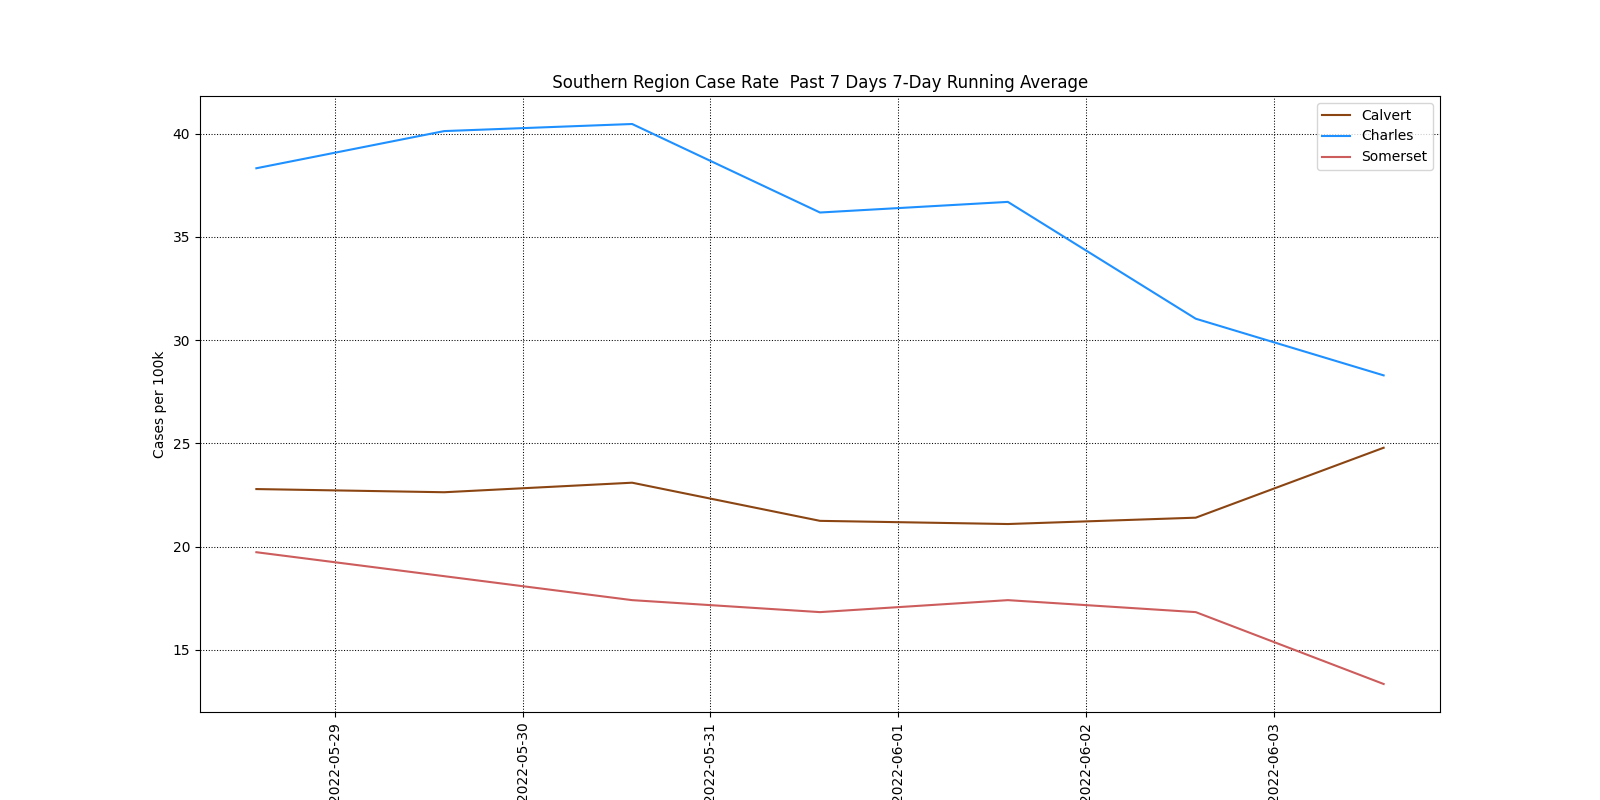 Southern Region Case Rate  Past 7 Days 7-Day Running Average
Calvert
Charles
Somerset
40
35
30
25
20
15
Cases per 100k
2022-05-29
2022-05-30
2022-05-31
2022-06-01
2022-06-02
2022-06-03